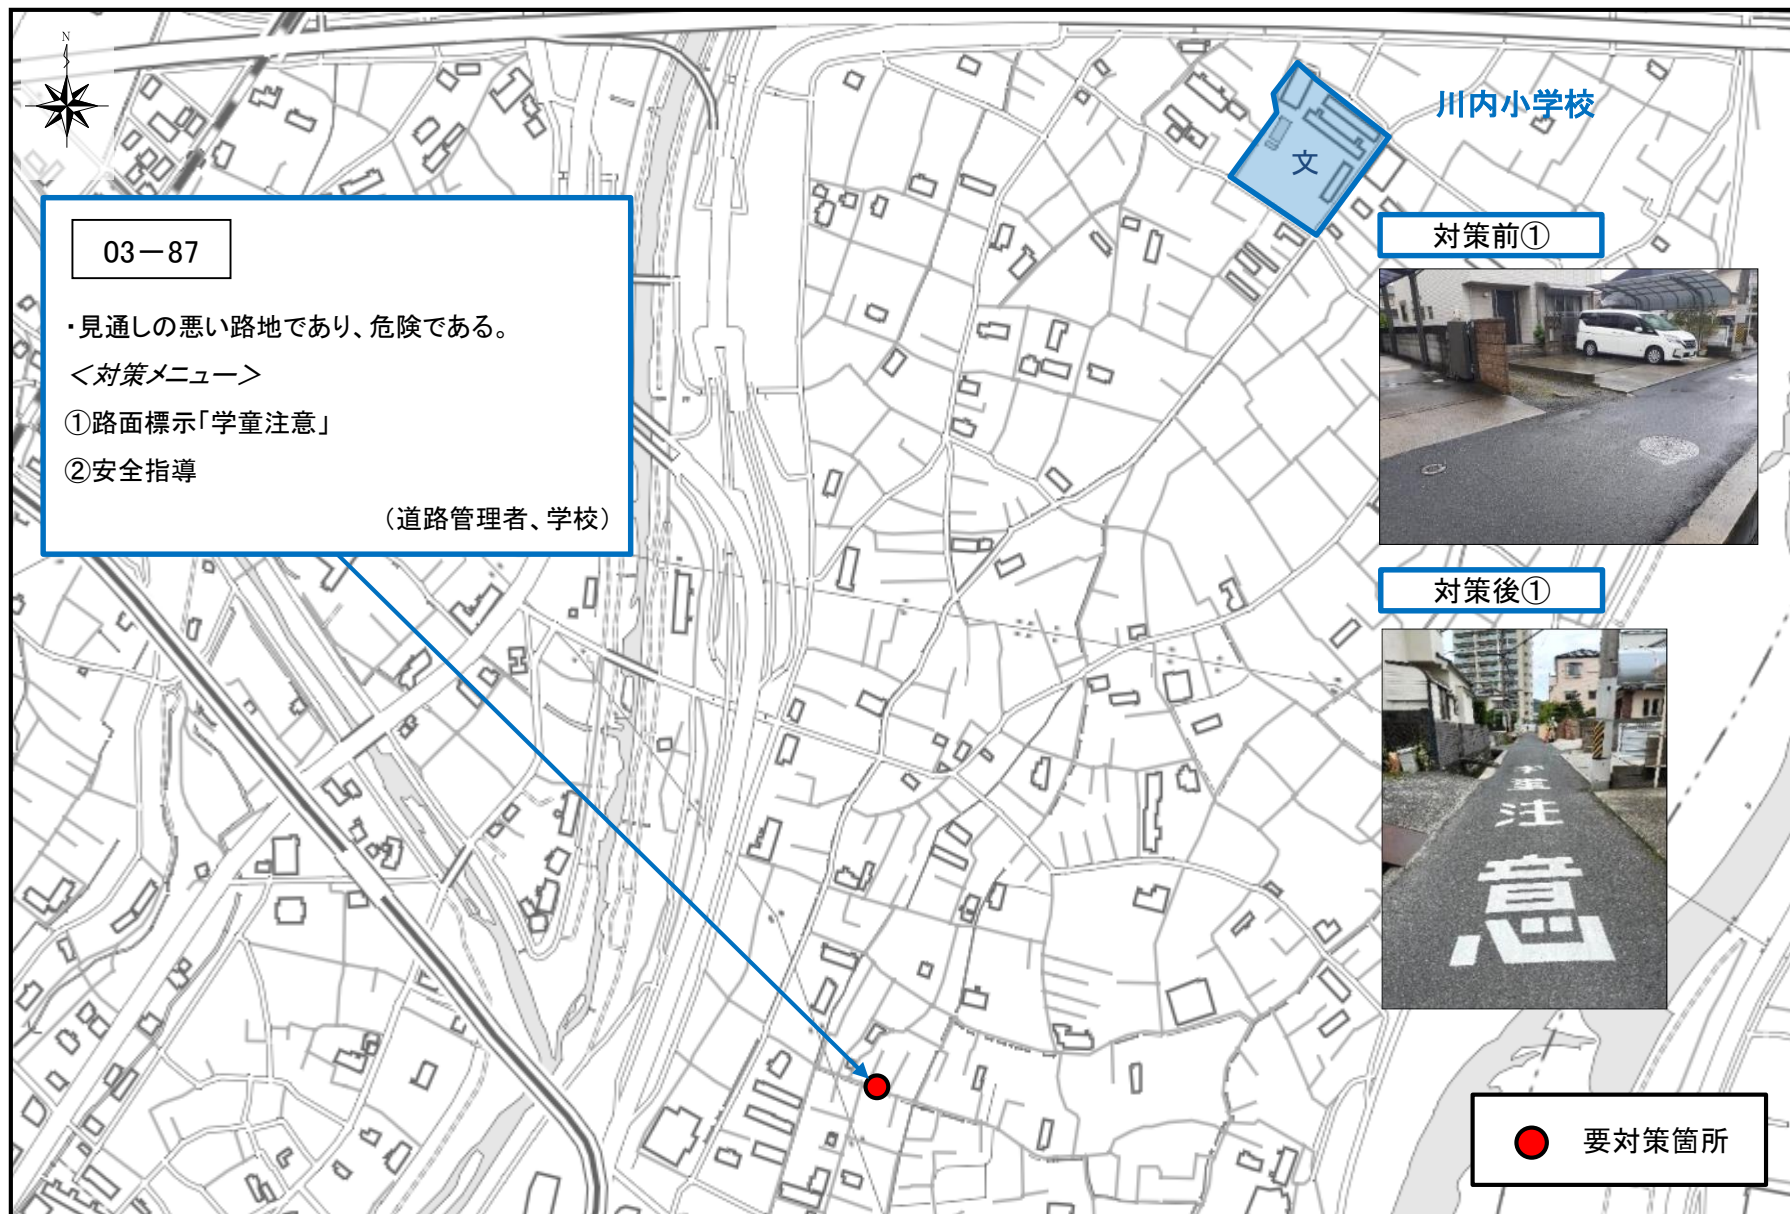 N
川内小学校
文
03－87
・見通しの悪い路地であり、危険である。
＜対策メニュー＞
①路面標示｢学童注意｣
②安全指導
（道路管理者、学校）
対策前①
対策後①
童
注
意
要対策箇所